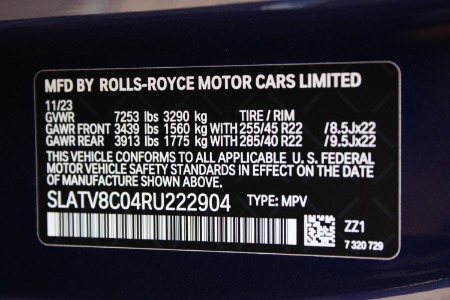 MFD BY ROLLS-ROYCE MOTOR CARS LIMITED
11/23
GVWR 7253 lbs 3290 kg TIRE / RIM
GAWR FRONT 3439 lbs 1560 kg WITH 255/45 R22 /8.5Jx22
GAWR REAR 3913 lbs 1775 kg WITH 285/40 R22 /9.5Jx22
THIS VEHICLE CONFORMS TO ALL APPLICABLE U. S. FEDERAL
MOTOR VEHICLE SAFETY STANDARDS IN EFFECT ON THE DATE
OF MANUFACTURE SHOWN ABOVE.
SLATV8C04RU222904 TYPE: MPV
ZZ1
7 320 729